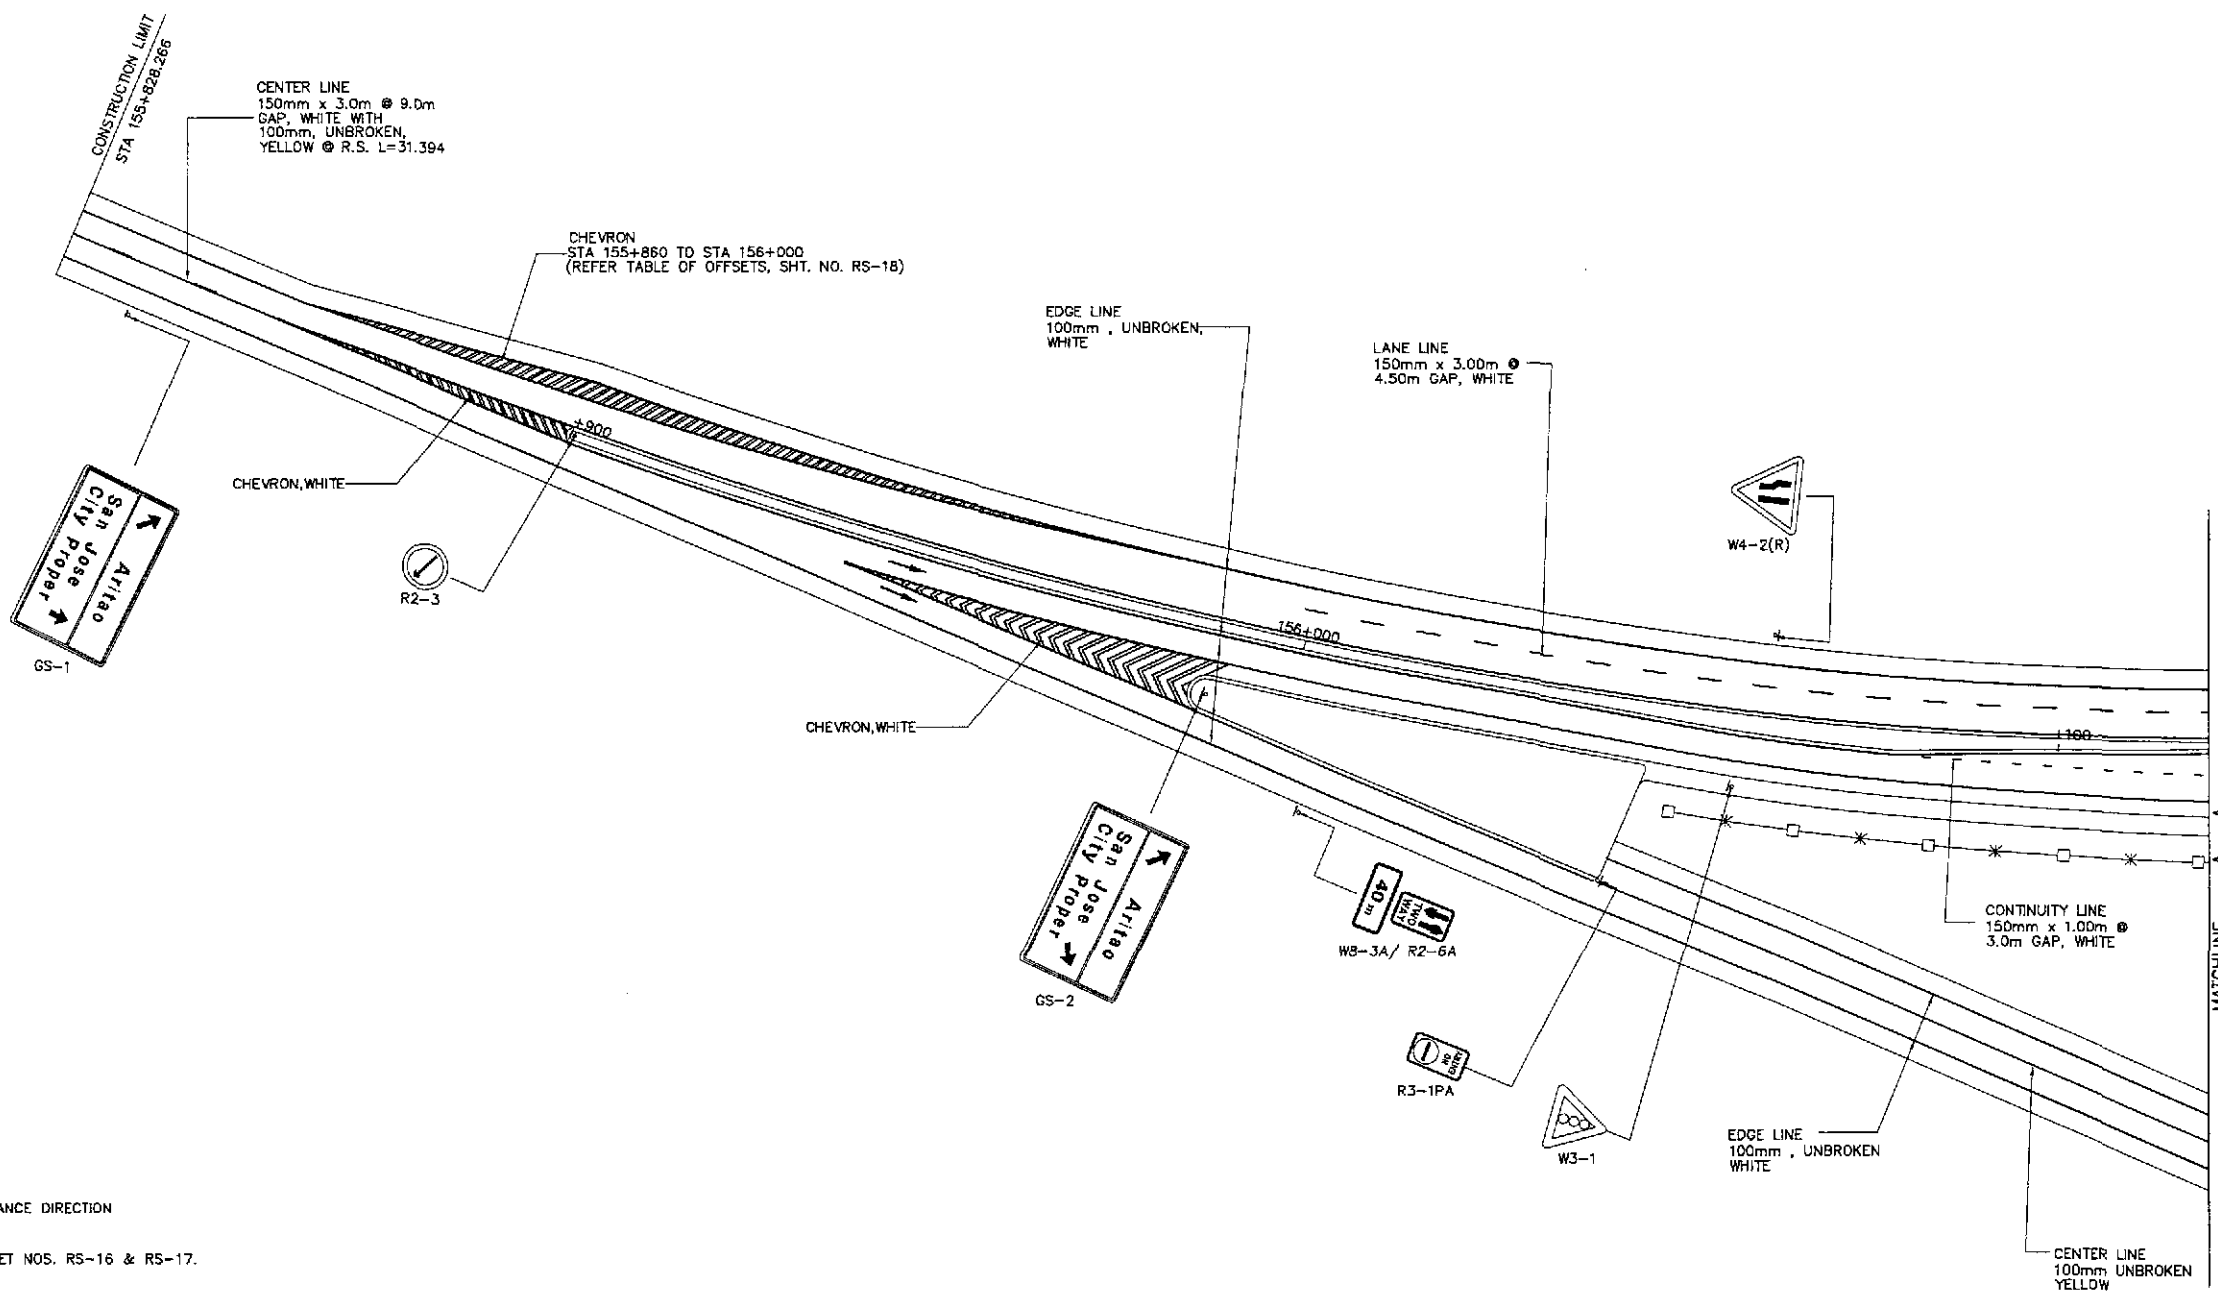 CONSTRUCTION LIMIT
STA 155+828.266
CENTER LINE
150mm x 3.0m @ 9.0m
GAP, WHITE WITH
100mm, UNBROKEN,
YELLOW @ R.S. L=31.394
CHEVRON
STA 155+860 TO STA 156+000
(REFER TABLE OF OFFSETS, SHT. NO. RS-18)
EDGE LINE
100mm , UNBROKEN,
WHITE
LANE LINE
150mm x 3.00m @
4.50m GAP, WHITE
+900
CHEVRON,WHITE
W4-2(R)
Aritao
San Jose
City Proper
GS-1
R2-3
156+000
CHEVRON,WHITE
+100
Aritao
San Jose
City Proper
GS-2
40 m
TWO
WAY
W8-3A/ R2-6A
CONTINUITY LINE
150mm x 1.00m @
3.0m GAP, WHITE
MATCHLINE
R3-1PA
W3-1
EDGE LINE
100mm , UNBROKEN
WHITE
ANCE DIRECTION
ET NOS. RS-16 & RS-17.
CENTER LINE
100mm UNBROKEN
YELLOW